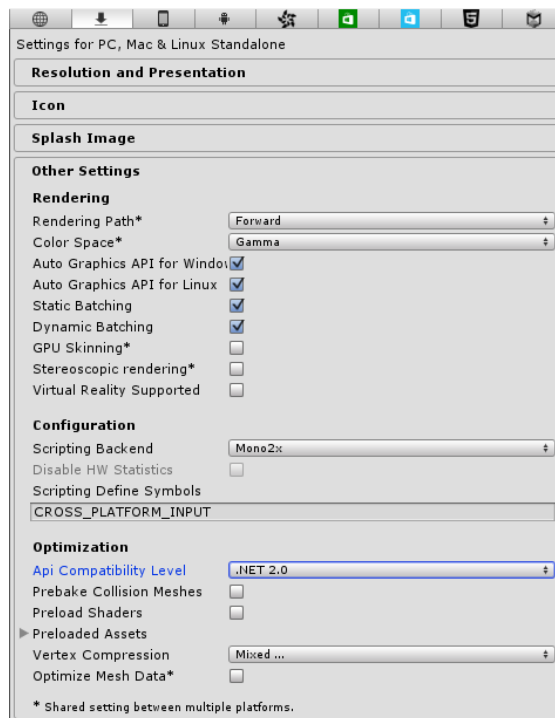 Settings for PC, Mac & Linux Standalone
Resolution and Presentation
Icon
Splash Image
Other Settings
Rendering
Rendering Path* Forward
Color Space* Gamma
Auto Graphics API for Windo
Auto Graphics API for Linux
Static Batching
Dynamic Batching
GPU Skinning*
Stereoscopic rendering*
Virtual Reality Supported
Configuration
Scripting Backend Mono2x
Disable HW Statistics
Scripting Define Symbols
CROSS_PLATFORM_INPUT
Optimization
Api Compatibility Level .NET 2.0
Prebake Collision Meshes
Preload Shaders
Preloaded Assets
Vertex Compression Mixed ...
Optimize Mesh Data*
* Shared setting between multiple platforms.